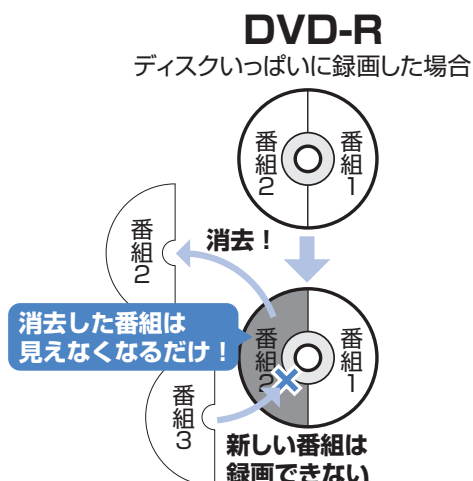 DVD-R
ディスクいっぱいに録画した場合
番組2
番組1
番組2
消去！
消去した番組は
見えなくなるだけ！
番組2
番組1
番組3
新しい番組は
録画できない